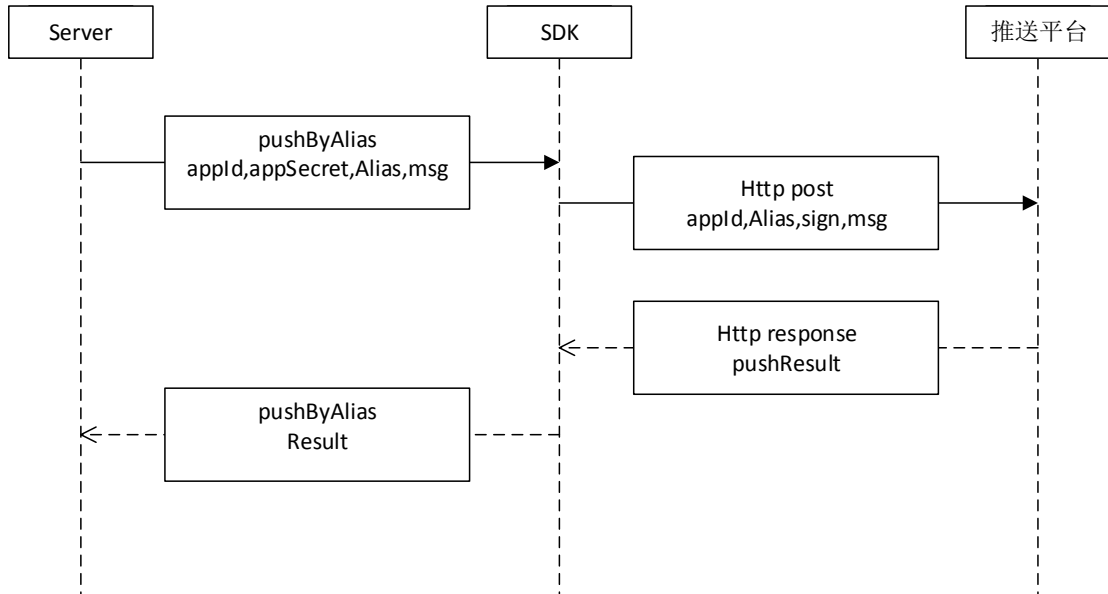 Server
SDK
推送平台
pushByAlias
appId,appSecret,Alias,msg
Http post
appId,Alias,sign,msg
Http response
pushResult
pushByAlias
Result